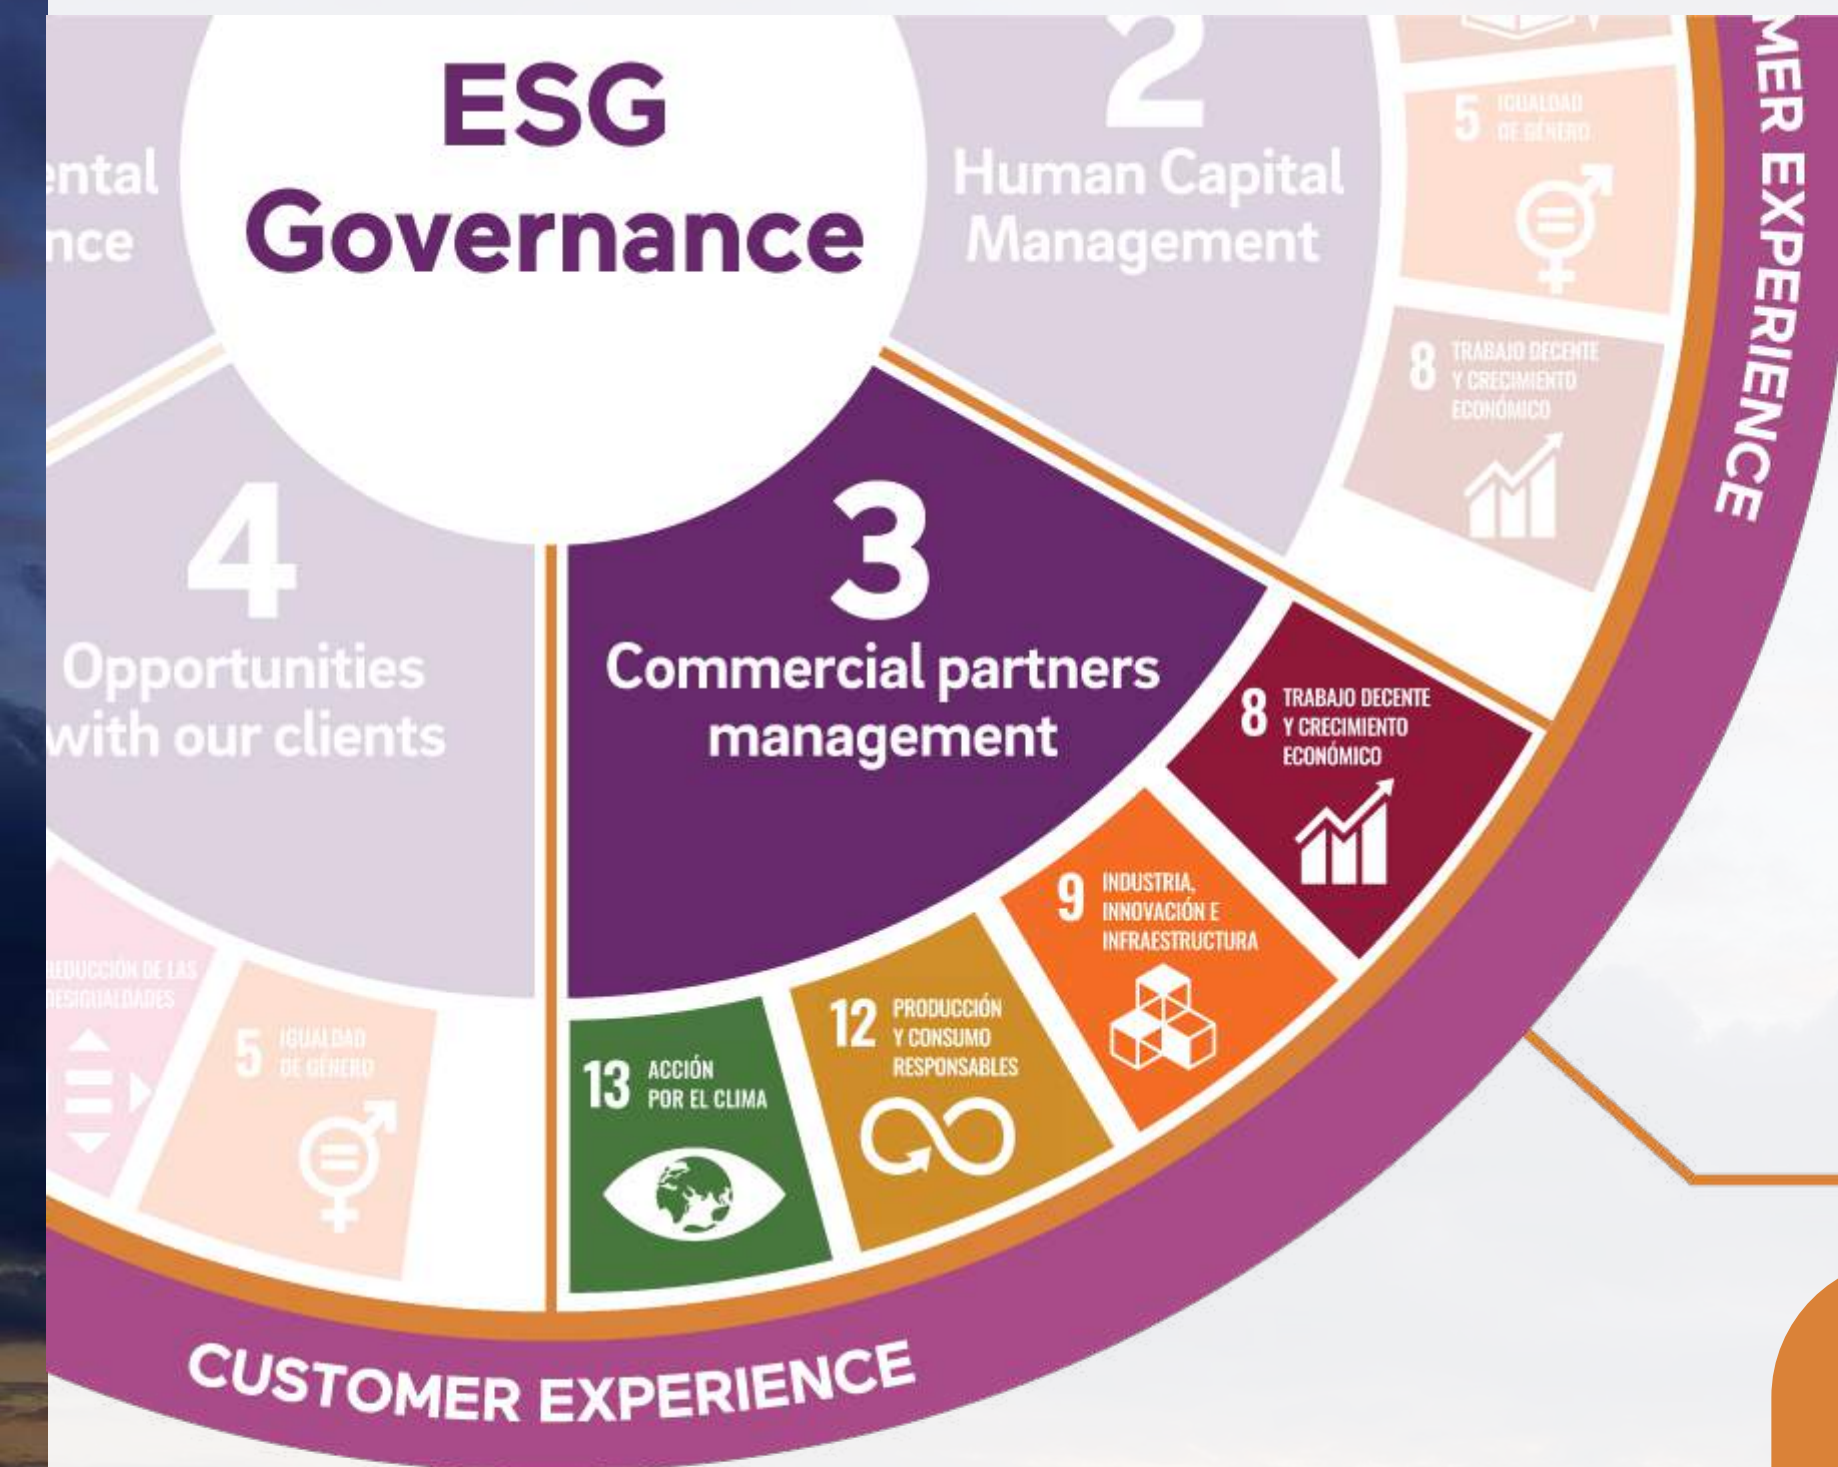 ESG
Governance
ental
nce
2
Human Capital
Management
5 IGUALDAD
DE GÉNERO
8 TRABAJO DECENTE
Y CRECIMIENTO
ECONÓMICO
MER EXPERIENCE
4
Opportunities
with our clients
3
Commercial partners
management
8 TRABAJO DECENTE
Y CRECIMIENTO
ECONÓMICO
9 INDUSTRIA,
INNOVACIÓN E
INFRAESTRUCTURA
12 PRODUCCIÓN
Y CONSUMO
RESPONSABLES
13 ACCIÓN
POR EL CLIMA
REDUCCIÓN DE LAS
DESIGUALDADES
5 IGUALDAD
DE GÉNERO
CUSTOMER EXPERIENCE